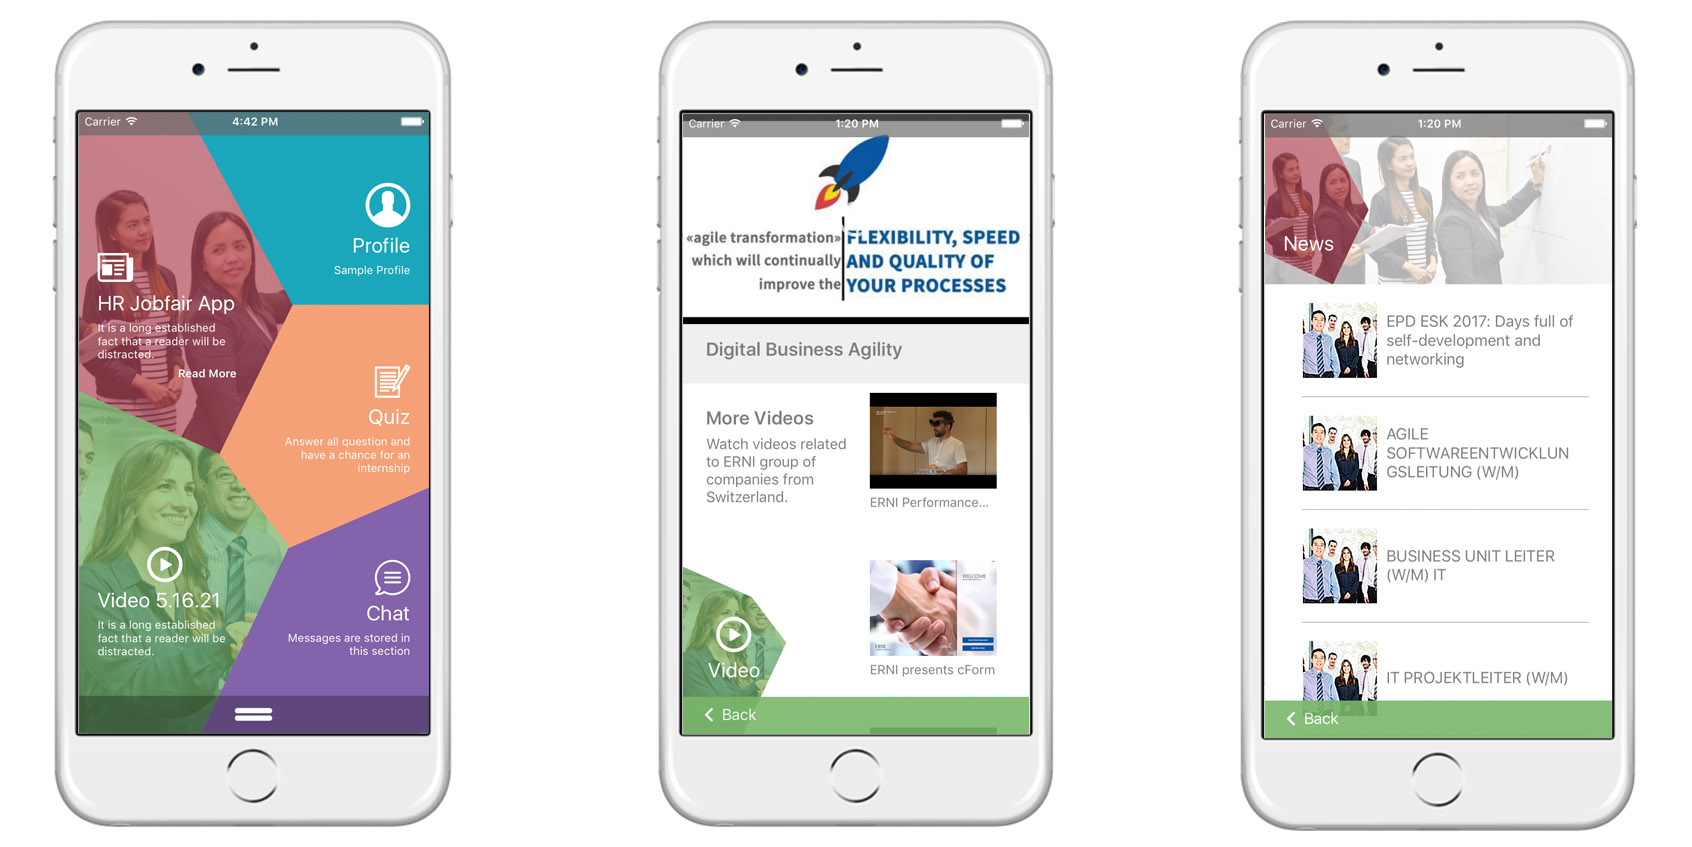 Carrier
4:42 PM
Profile
Sample Profile
HR Jobfair App
It is a long established
fact that a reader will be
distracted.
Read More
Quiz
Answer all question and
have a chance for an
internship
Video 5.16.21
It is a long established
fact that a reader will be
distracted.
Chat
Messages are stored in
this section
Carrier
1:20 PM
«agile transformation»
which will continually
improve the
FLEXIBILITY, SPEED
AND QUALITY OF
YOUR PROCESSES
Digital Business Agility
More Videos
Watch videos related
to ERNI group of
companies from
Switzerland.
ERNI Performance...
WELCOME
ERNI
ERNI presents cForm
Video
Back
Carrier
1:20 PM
News
EPD ESK 2017: Days full of
self-development and
networking
AGILE
SOFTWAREENTWICKLUN
GSLEITUNG (W/M)
BUSINESS UNIT LEITER
(W/M) IT
IT PROJEKTLEITER (W/M)
Back